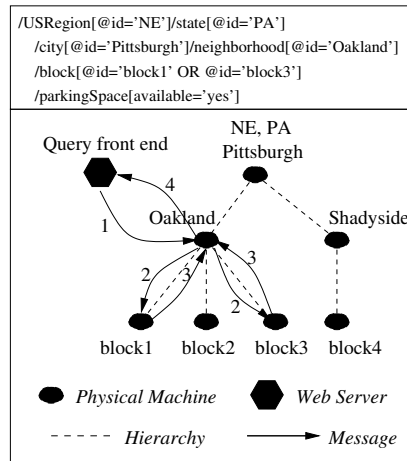 /USRegion[@id='NE']/state[@id='PA']
/city[@id='Pittsburgh']/neighborhood[@id='Oakland']
/block[@id='block1' OR @id='block3']
/parkingSpace[available='yes']
NE, PA
Query front end
Pittsburgh
4
1
Oakland
Shadyside
2
3
2
3
block1
block2
block3
block4
Physical Machine
Web Server
Hierarchy
Message